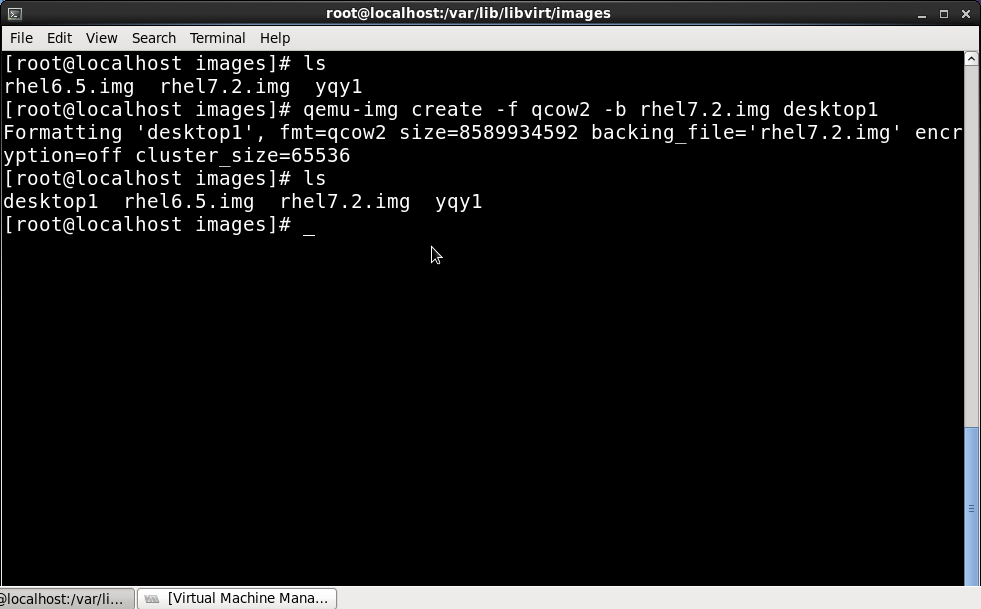 root@localhost:/var/lib/libvirt/images
File Edit View Search Terminal Help
[root@localhost images]# ls
rhel6.5.img  rhel7.2.img  yqy1
[root@localhost images]# qemu-img create -f qcow2 -b rhel7.2.img desktop1
Formatting 'desktop1', fmt=qcow2 size=8589934592 backing_file='rhel7.2.img' encr
yption=off cluster_size=65536
[root@localhost images]# ls
desktop1  rhel6.5.img  rhel7.2.img  yqy1
[root@localhost images]# _
@localhost:/var/li... [Virtual Machine Mana...